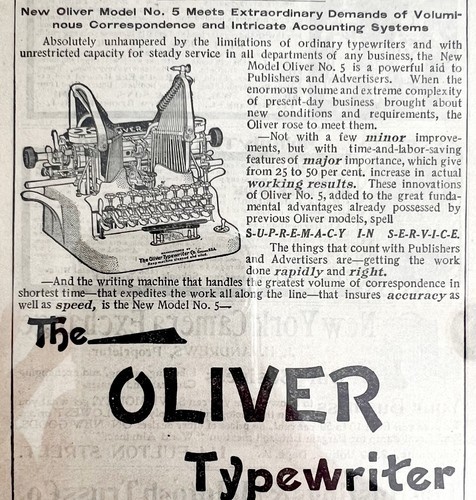 New Oliver Model No. 5 Meets Extraordinary Demands of Volumi-
nous Correspondence and Intricate Accounting Systems
Absolutely unhampered by the limitations of ordinary typewriters and with
unrestricted capacity for steady service in all departments of any business, the New
Model Oliver No. 5 is a powerful aid to
Publishers and Advertisers. When the
enormous volume and extreme complexity
of present-day business brought about
new conditions and requirements, the
Oliver rose to meet them.
—Not with a few minor improve-
ments, but with time-and-labor-saving
features of major importance, which give
from 25 to 50 per cent. increase in actual
working results. These innovations
of Oliver No. 5, added to the great funda-
mental advantages already possessed by
previous Oliver models, spell
S-U-P-R-E-M-A-C-Y I-N S-E-R-V-I-C-E.
The things that count with Publishers
and Advertisers are—getting the work
done rapidly and right.
—And the writing machine that handles the greatest volume of correspondence in
shortest time—that expedites the work all along the line—that insures accuracy as
well as speed, is the New Model No. 5—
OLIVER
No. 5
The Oliver Typewriter Co.
The
OLIVER
Typewriter